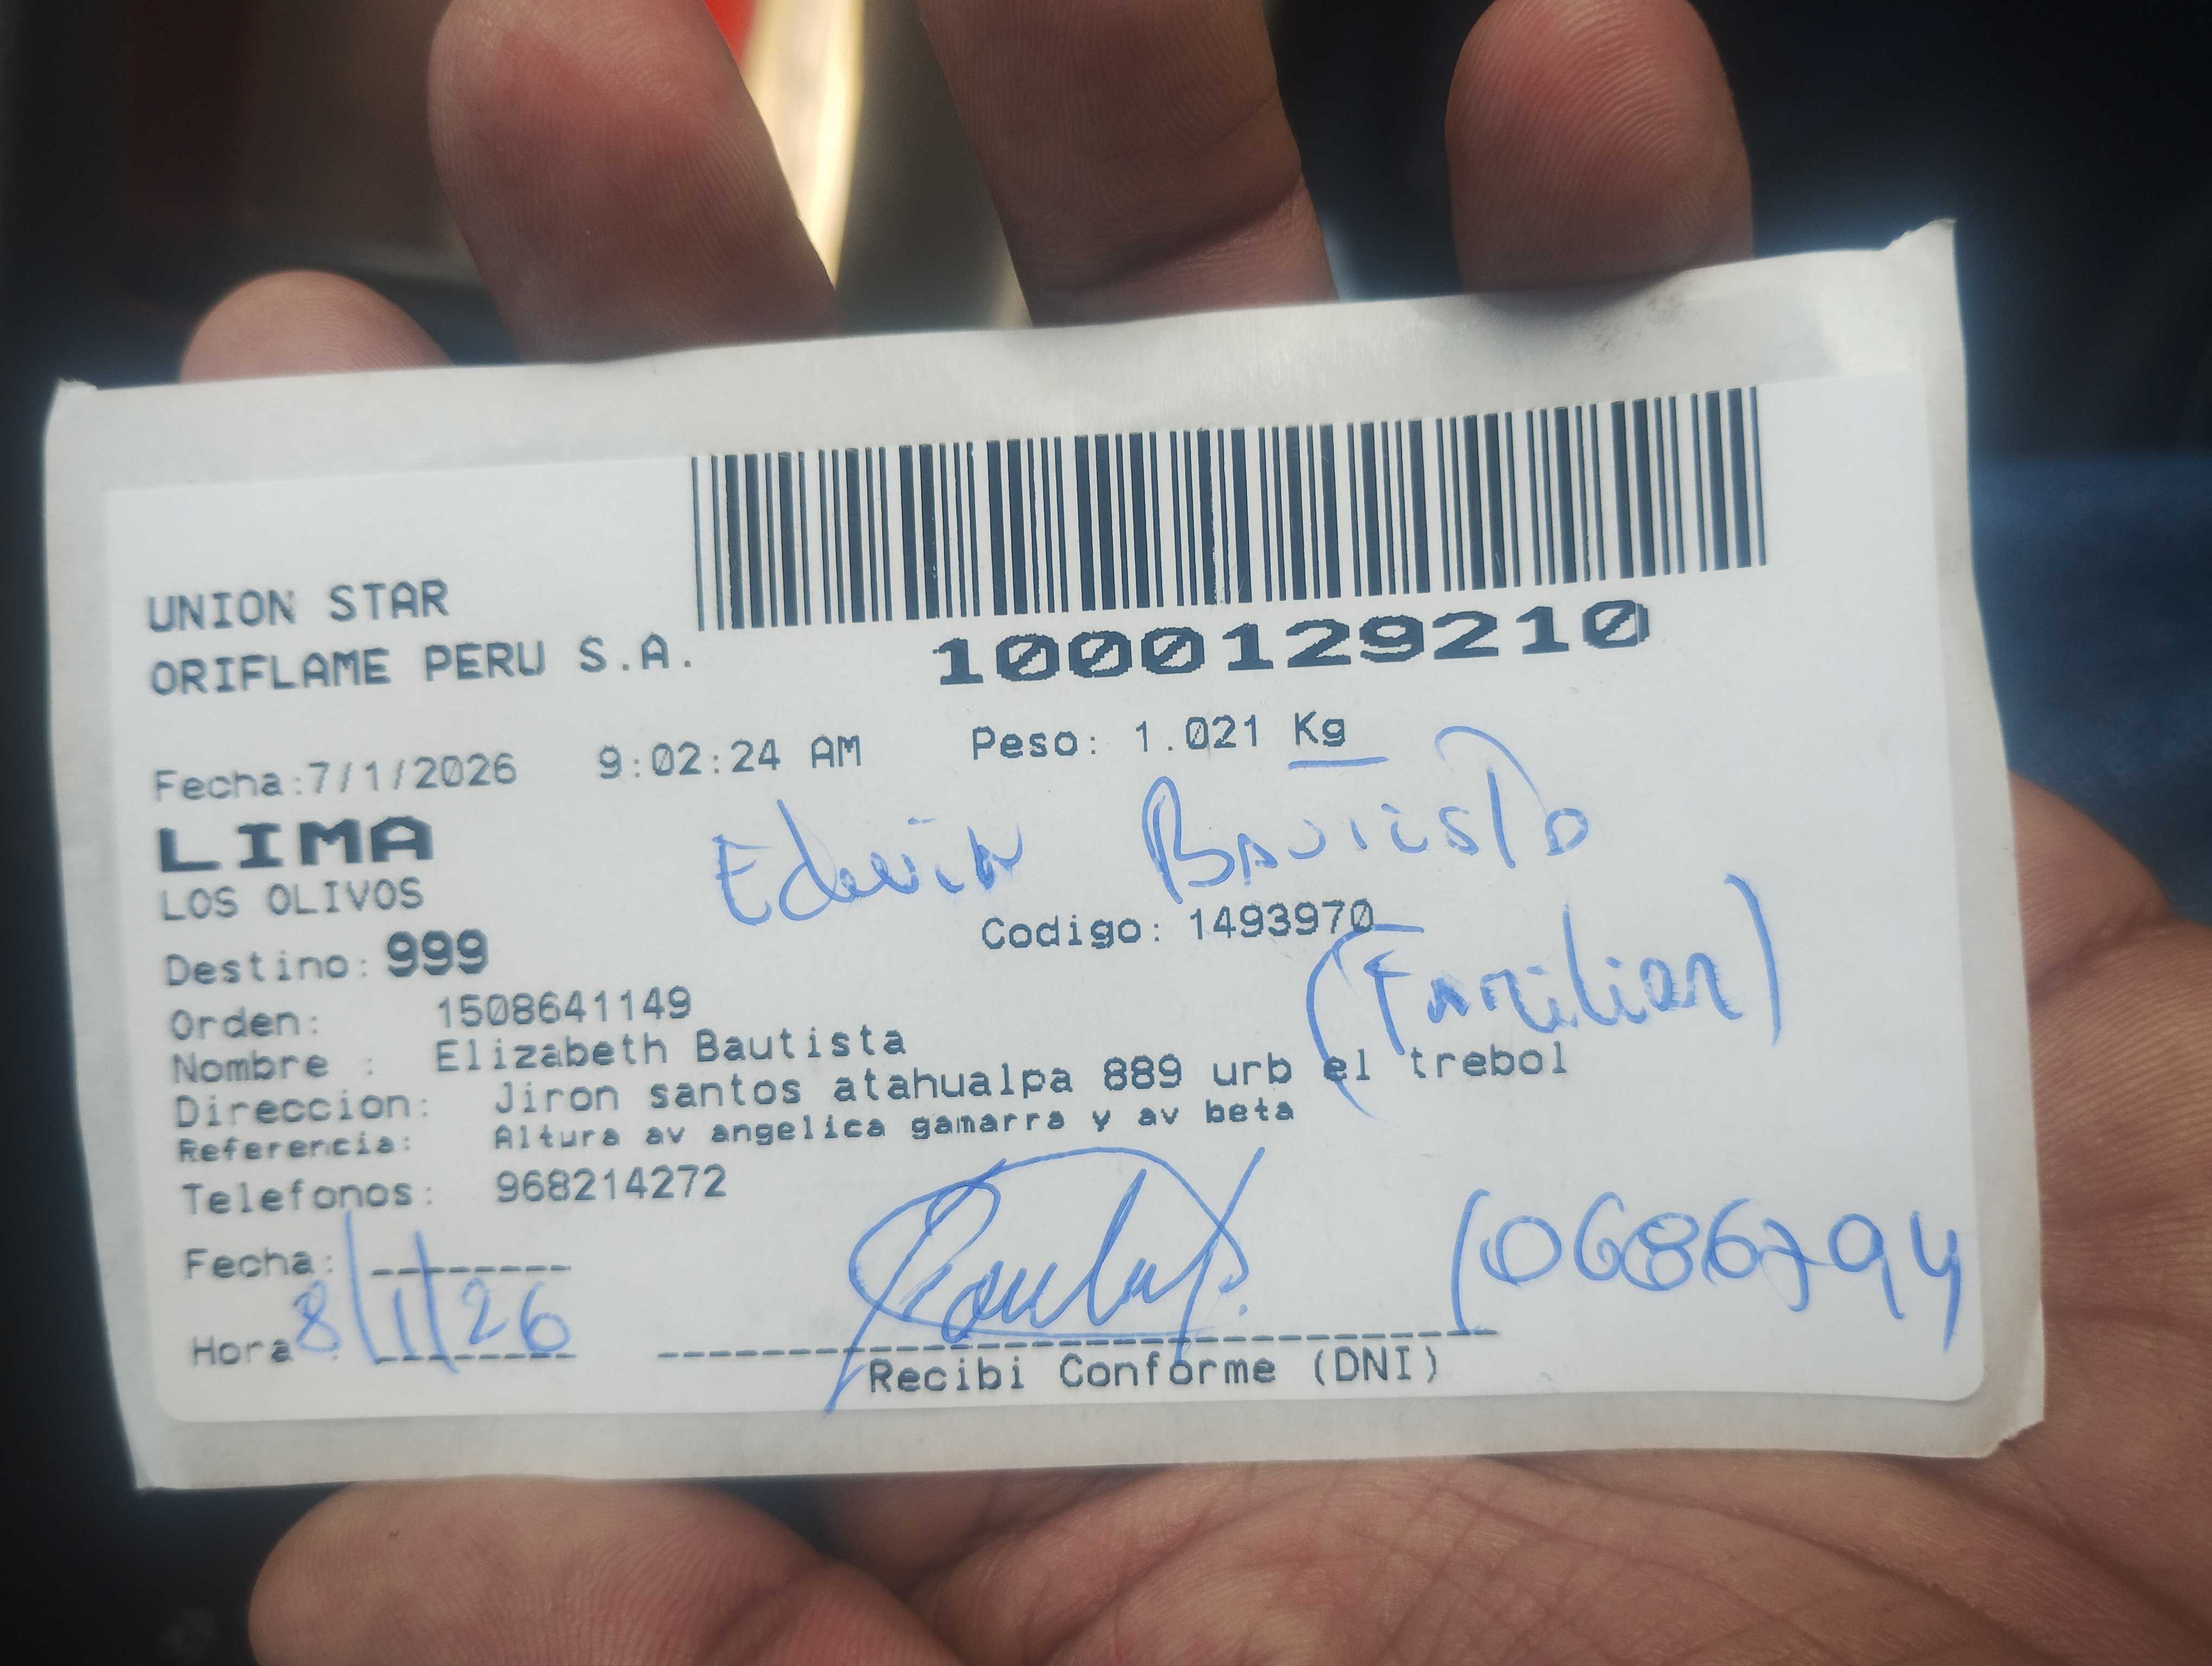 UNION STAR
ORIFLAME PERU S.A.
1000129210
Fecha:7/1/2026 9:02:24 AM Peso: 1.021 Kg
LIMA
LOS OLIVOS
Edwin Bautista
Destino: 999 Codigo: 1493970
(Familiar)
Orden: 1508641149
Nombre : Elizabeth Bautista
Direccion: Jiron santos atahualpa 889 urb el trebol
Referencia: Altura av angelica gamarra y av beta
Telefonos: 968214272
Fecha: 8/1/26
10686794
Hora :
Recibi Conforme (DNI)